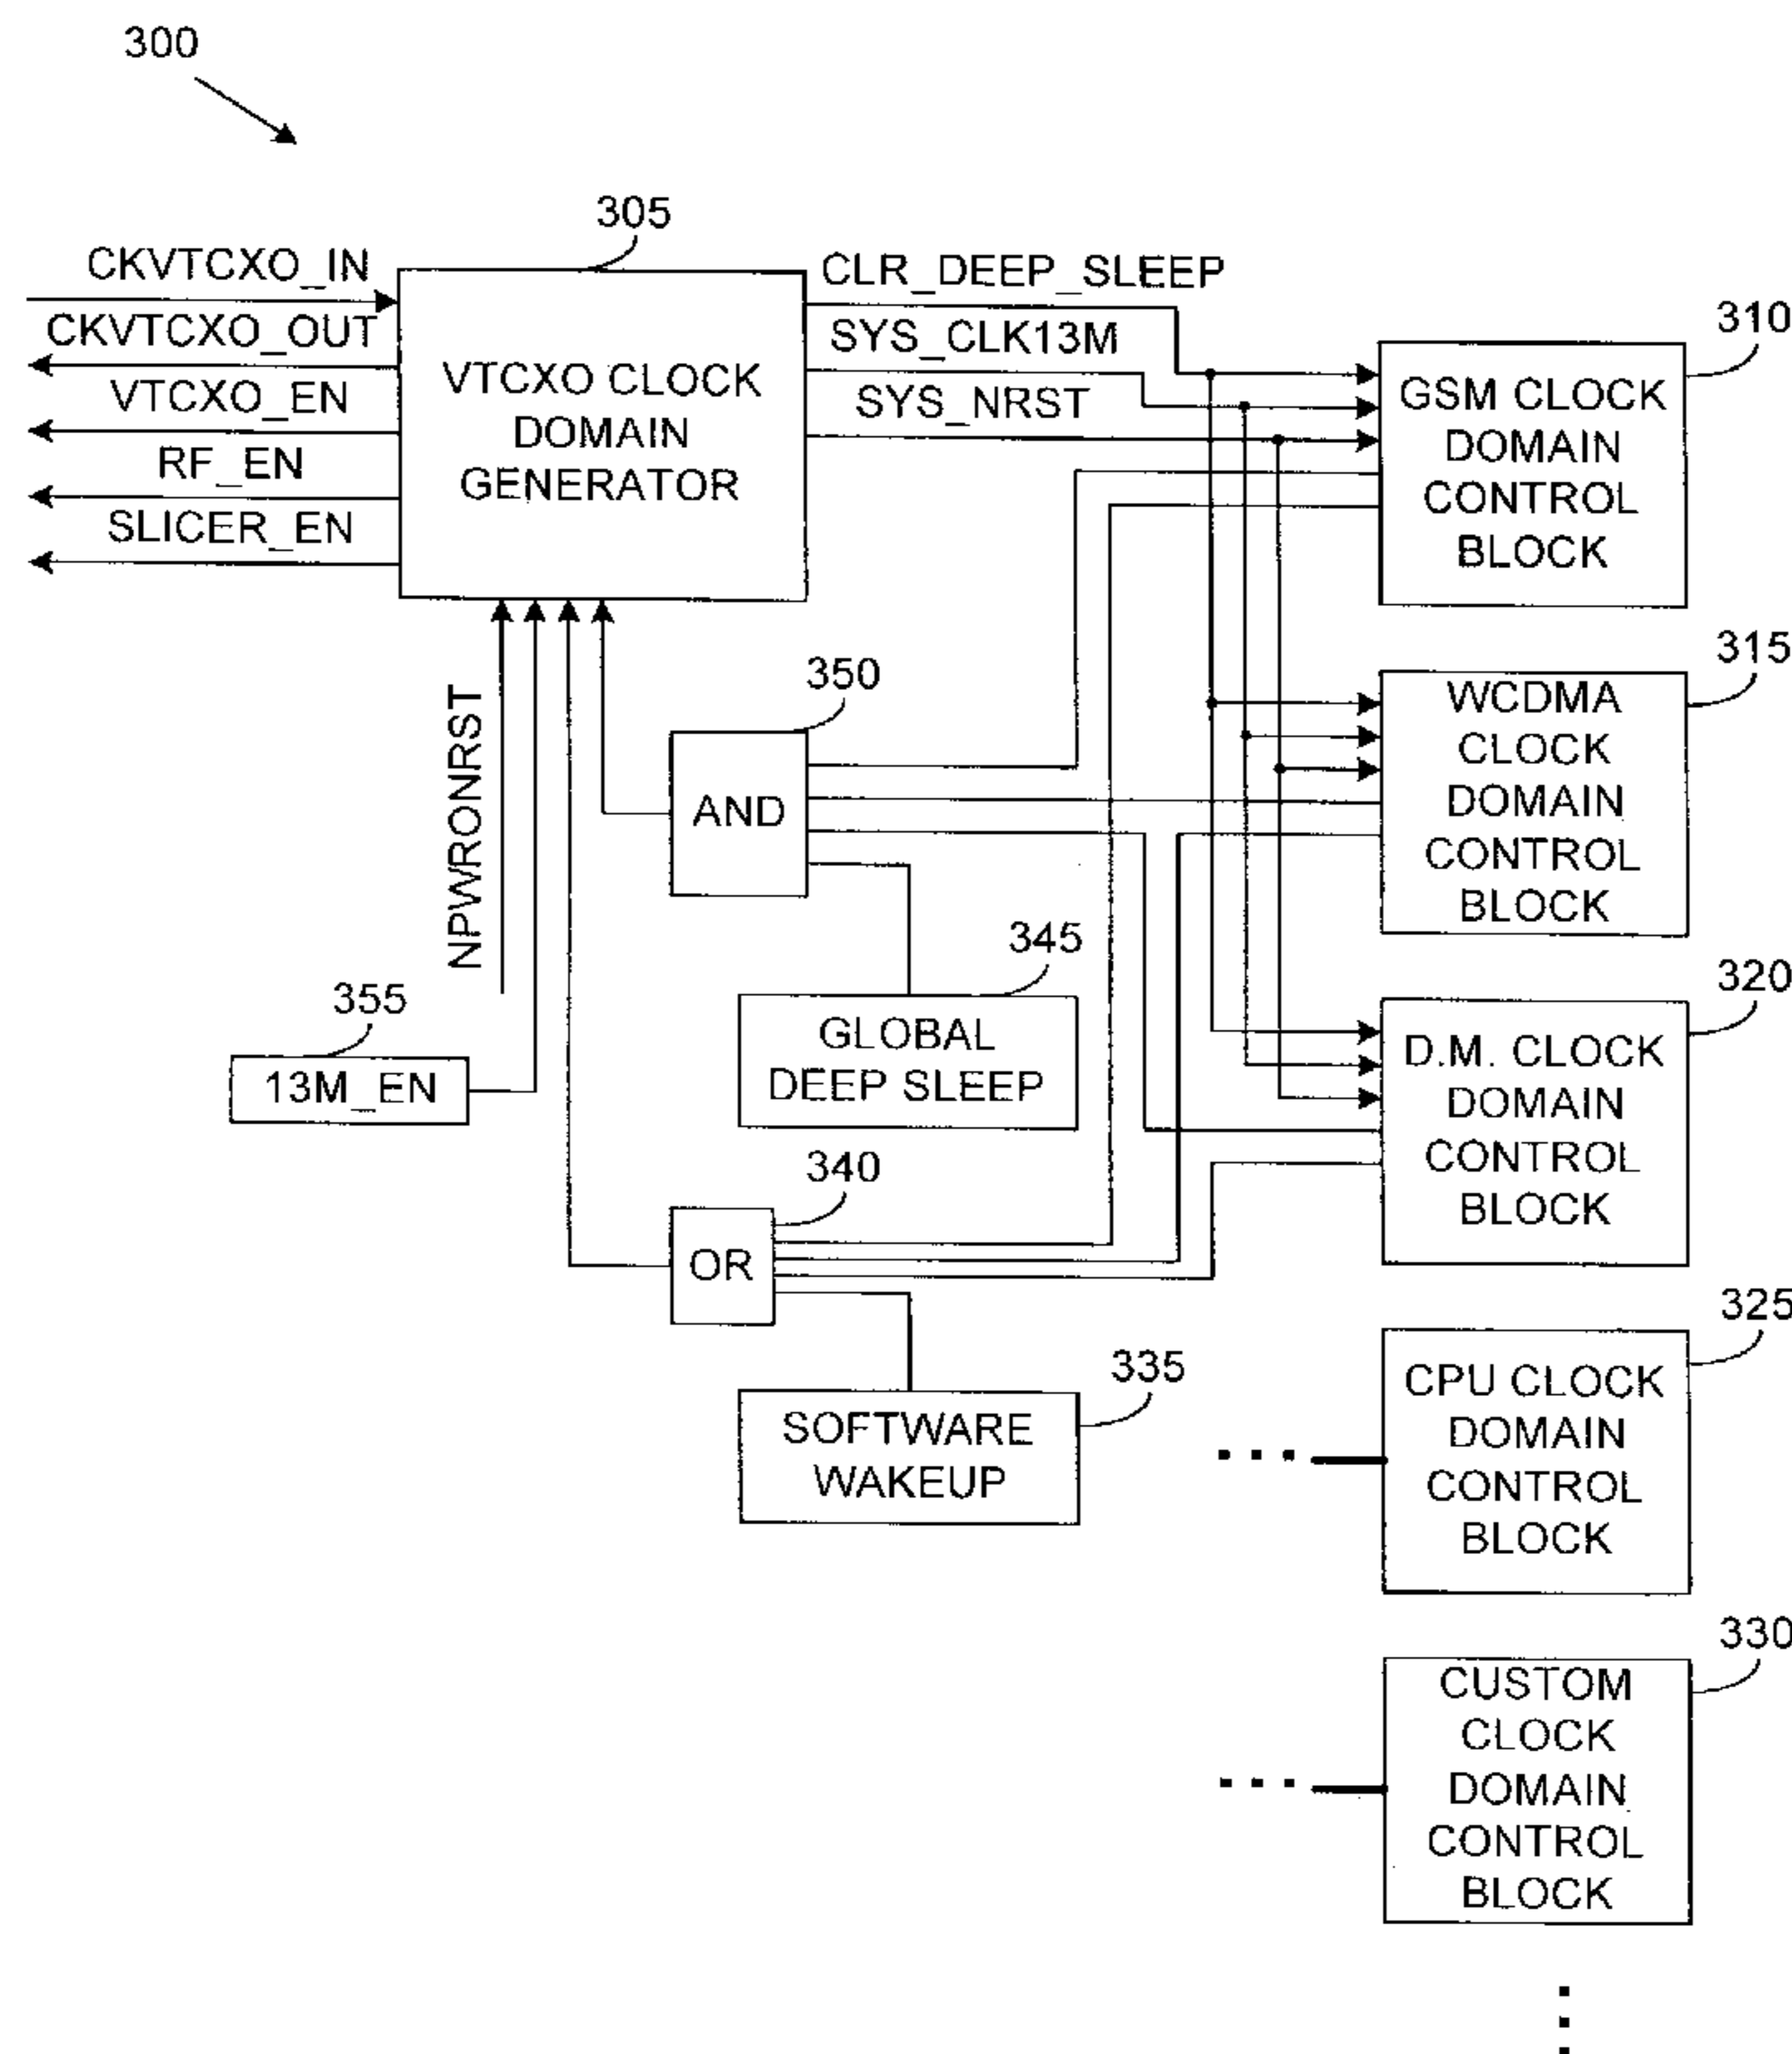 300
305
CKVTCXO_IN
CKVTCXO_OUT
VTCXO_EN
RF_EN
SLICER_EN
VTCXO CLOCK
DOMAIN
GENERATOR
CLR_DEEP_SLEEP
SYS_CLK13M
SYS_NRST
310
GSM CLOCK
DOMAIN
CONTROL
BLOCK
315
WCDMA
CLOCK
DOMAIN
CONTROL
BLOCK
350
AND
NPWRONRST
345
GLOBAL
DEEP SLEEP
355
13M_EN
320
D.M. CLOCK
DOMAIN
CONTROL
BLOCK
340
OR
335
SOFTWARE
WAKEUP
325
CPU CLOCK
DOMAIN
CONTROL
BLOCK
330
CUSTOM
CLOCK
DOMAIN
CONTROL
BLOCK